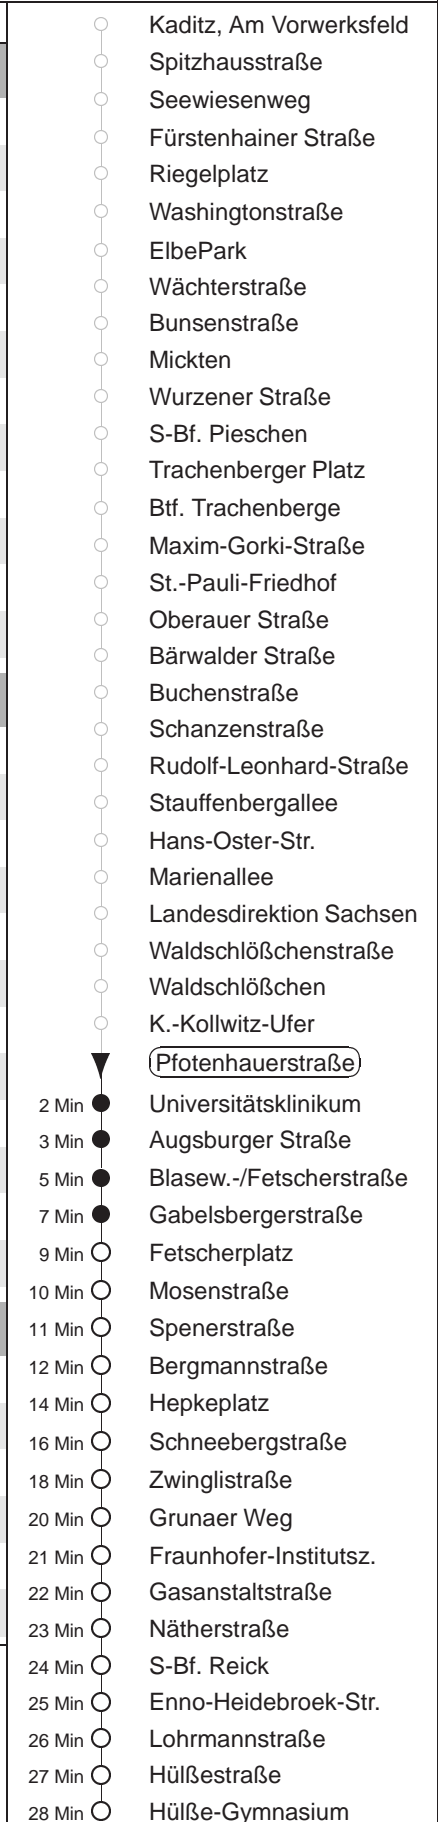 Kaditz, Am Vorwerksfeld
Spitzhausstraße
Seewiesenweg
Fürstenhainer Straße
Riegelplatz
Washingtonstraße
ElbePark
Wächterstraße
Bunsenstraße
Mickten
Wurzener Straße
S-Bf. Pieschen
Trachenberger Platz
Btf. Trachenberge
Maxim-Gorki-Straße
St.-Pauli-Friedhof
Oberauer Straße
Bärwalder Straße
Buchenstraße
Schanzenstraße
Rudolf-Leonhard-Straße
Stauffenbergallee
Hans-Oster-Str.
Marienallee
Landesdirektion Sachsen
Waldschlößchenstraße
Waldschlößchen
K.-Kollwitz-Ufer
Pfotenhauerstraße
2 Min Universitätsklinikum
3 Min Augsburger Straße
5 Min Blasew.-/Fetscherstraße
7 Min Gabelsbergerstraße
9 Min Fetscherplatz
10 Min Mosenstraße
11 Min Spenerstraße
12 Min Bergmannstraße
14 Min Hepkeplatz
16 Min Schneebergstraße
18 Min Zwinglistraße
20 Min Grunaer Weg
21 Min Fraunhofer-Institutsz.
22 Min Gasanstaltstraße
23 Min Nätherstraße
24 Min S-Bf. Reick
25 Min Enno-Heidebroek-Str.
26 Min Lohrmannstraße
27 Min Hülßestraße
28 Min Hülße-Gymnasium